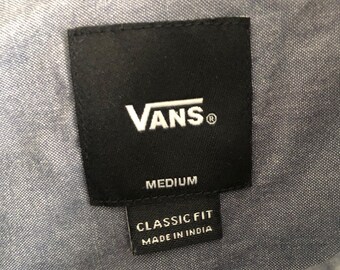 VANS®
MEDIUM
CLASSIC FIT
MADE IN INDIA